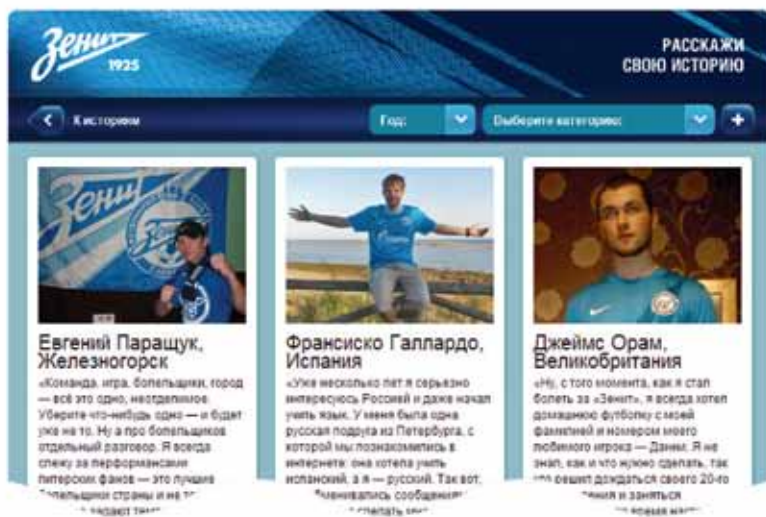 Зенит
1925
РАССКАЖИ
СВОЮ ИСТОРИЮ
К историям
Год:
Выберите категорию:
Зенит
Евгений Паращук,
Железногорск
«Команда, игра, болельщики, город
— всё это одно, неотделимое.
Уберите что-нибудь одно — и будет
уже не то. Ну а про болельщиков
отдельный разговор. Я всегда
слежу за перформансами
питерских фанов — это лучшие
болельщики страны и не
Франсиско Галлардо,
Испания
«Уже несколько лет я серьезно
интересуюсь Россией и даже начал
учить язык. У меня была одна
русская подруга из Петербурга, с
которой мы познакомились в
интернете: она хотела учить
испанский, а я — русский. Так вот,
обменивались
Джеймс Орам,
Великобритания
«Ну, с того момента, как я стал
болеть за «Зенит», я всегда хотел
домашнюю футболку с моей
фамилией и номером моего
любимого игрока — Данни. Я не
знал, как и что нужно сделать, так
что решил дождаться своего 20-го
и заняться